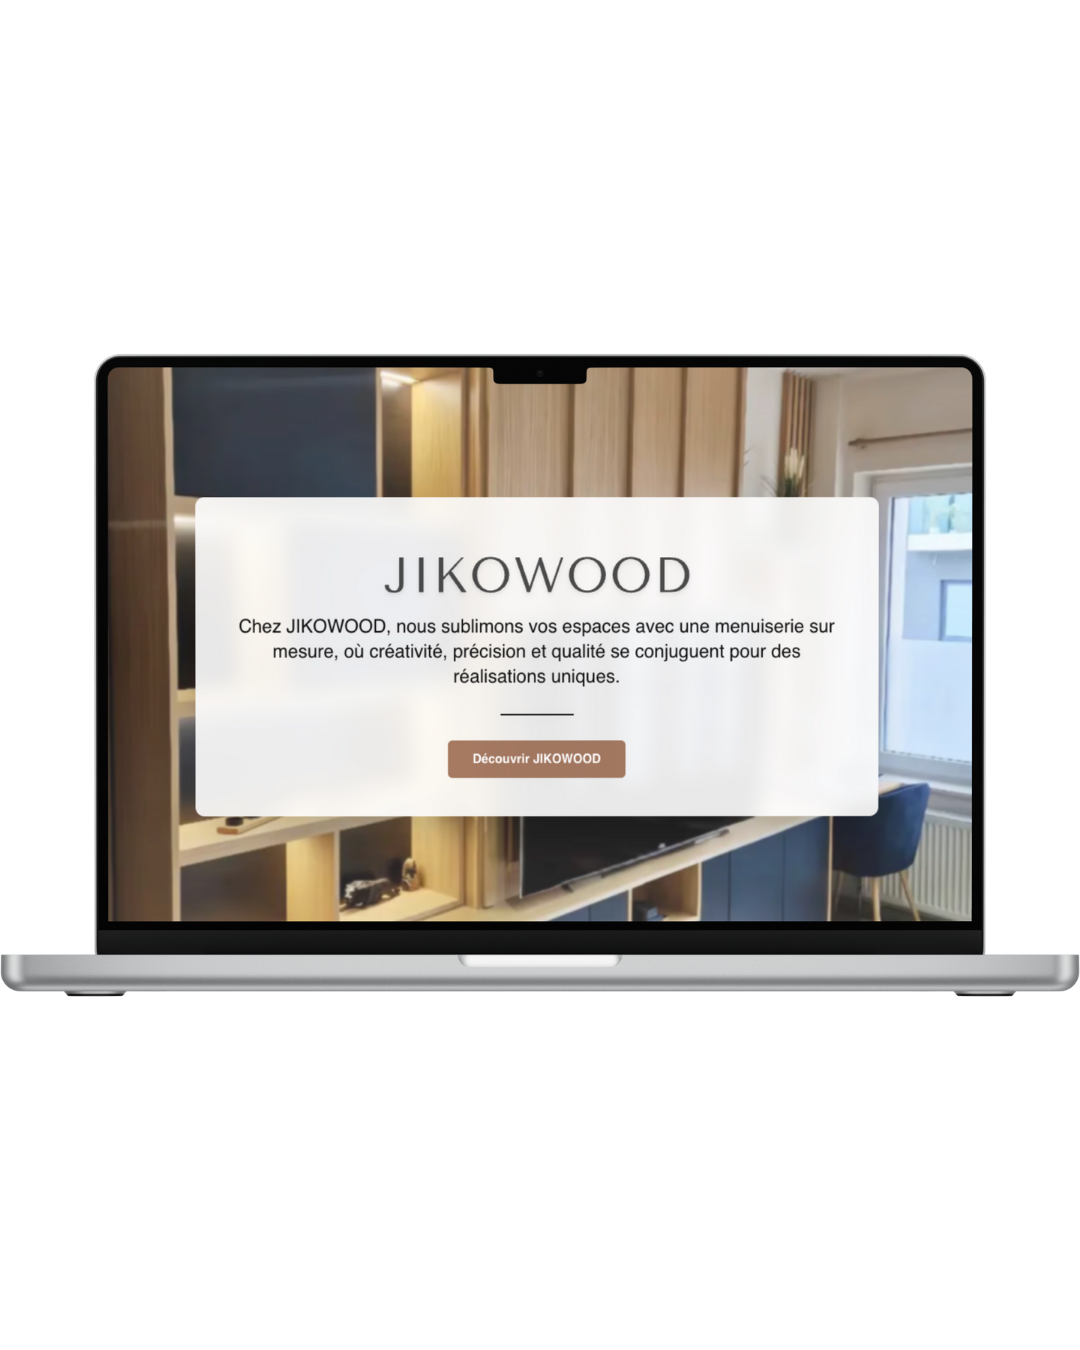 JIKOWOOD
Chez JIKOWOOD, nous sublimons vos espaces avec une menuiserie sur
mesure, où créativité, précision et qualité se conjuguent pour des
réalisations uniques.
Découvrir JIKOWOOD